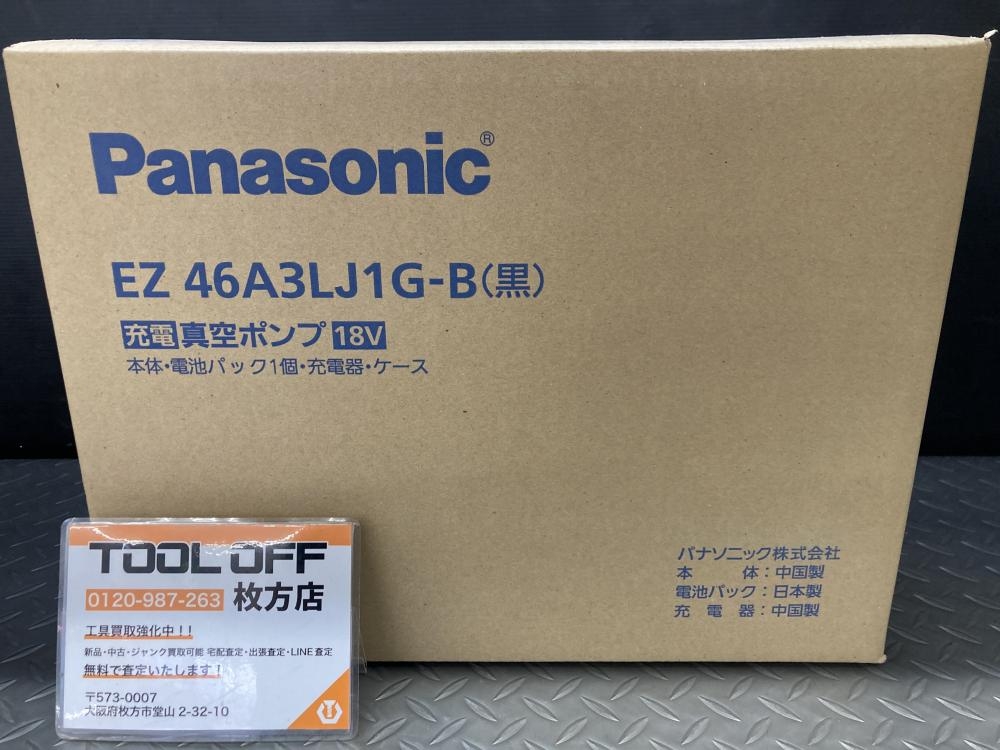 Panasonic®
EZ 46A3LJ1G-B(黒)
充電 真空ポンプ 18V
本体・電池パック1個・充電器・ケース
パナソニック株式会社
本 体：中国製
電池パック：日本製
充 電 器：中国製
TOOL OFF
0120-987-263 枚方店
工具買取強化中！！
新品・中古・ジャンク買取可能 宅配査定・出張査定・LINE査定
無料で査定いたします！
〒573-0007
大阪府枚方市堂山 2-32-10